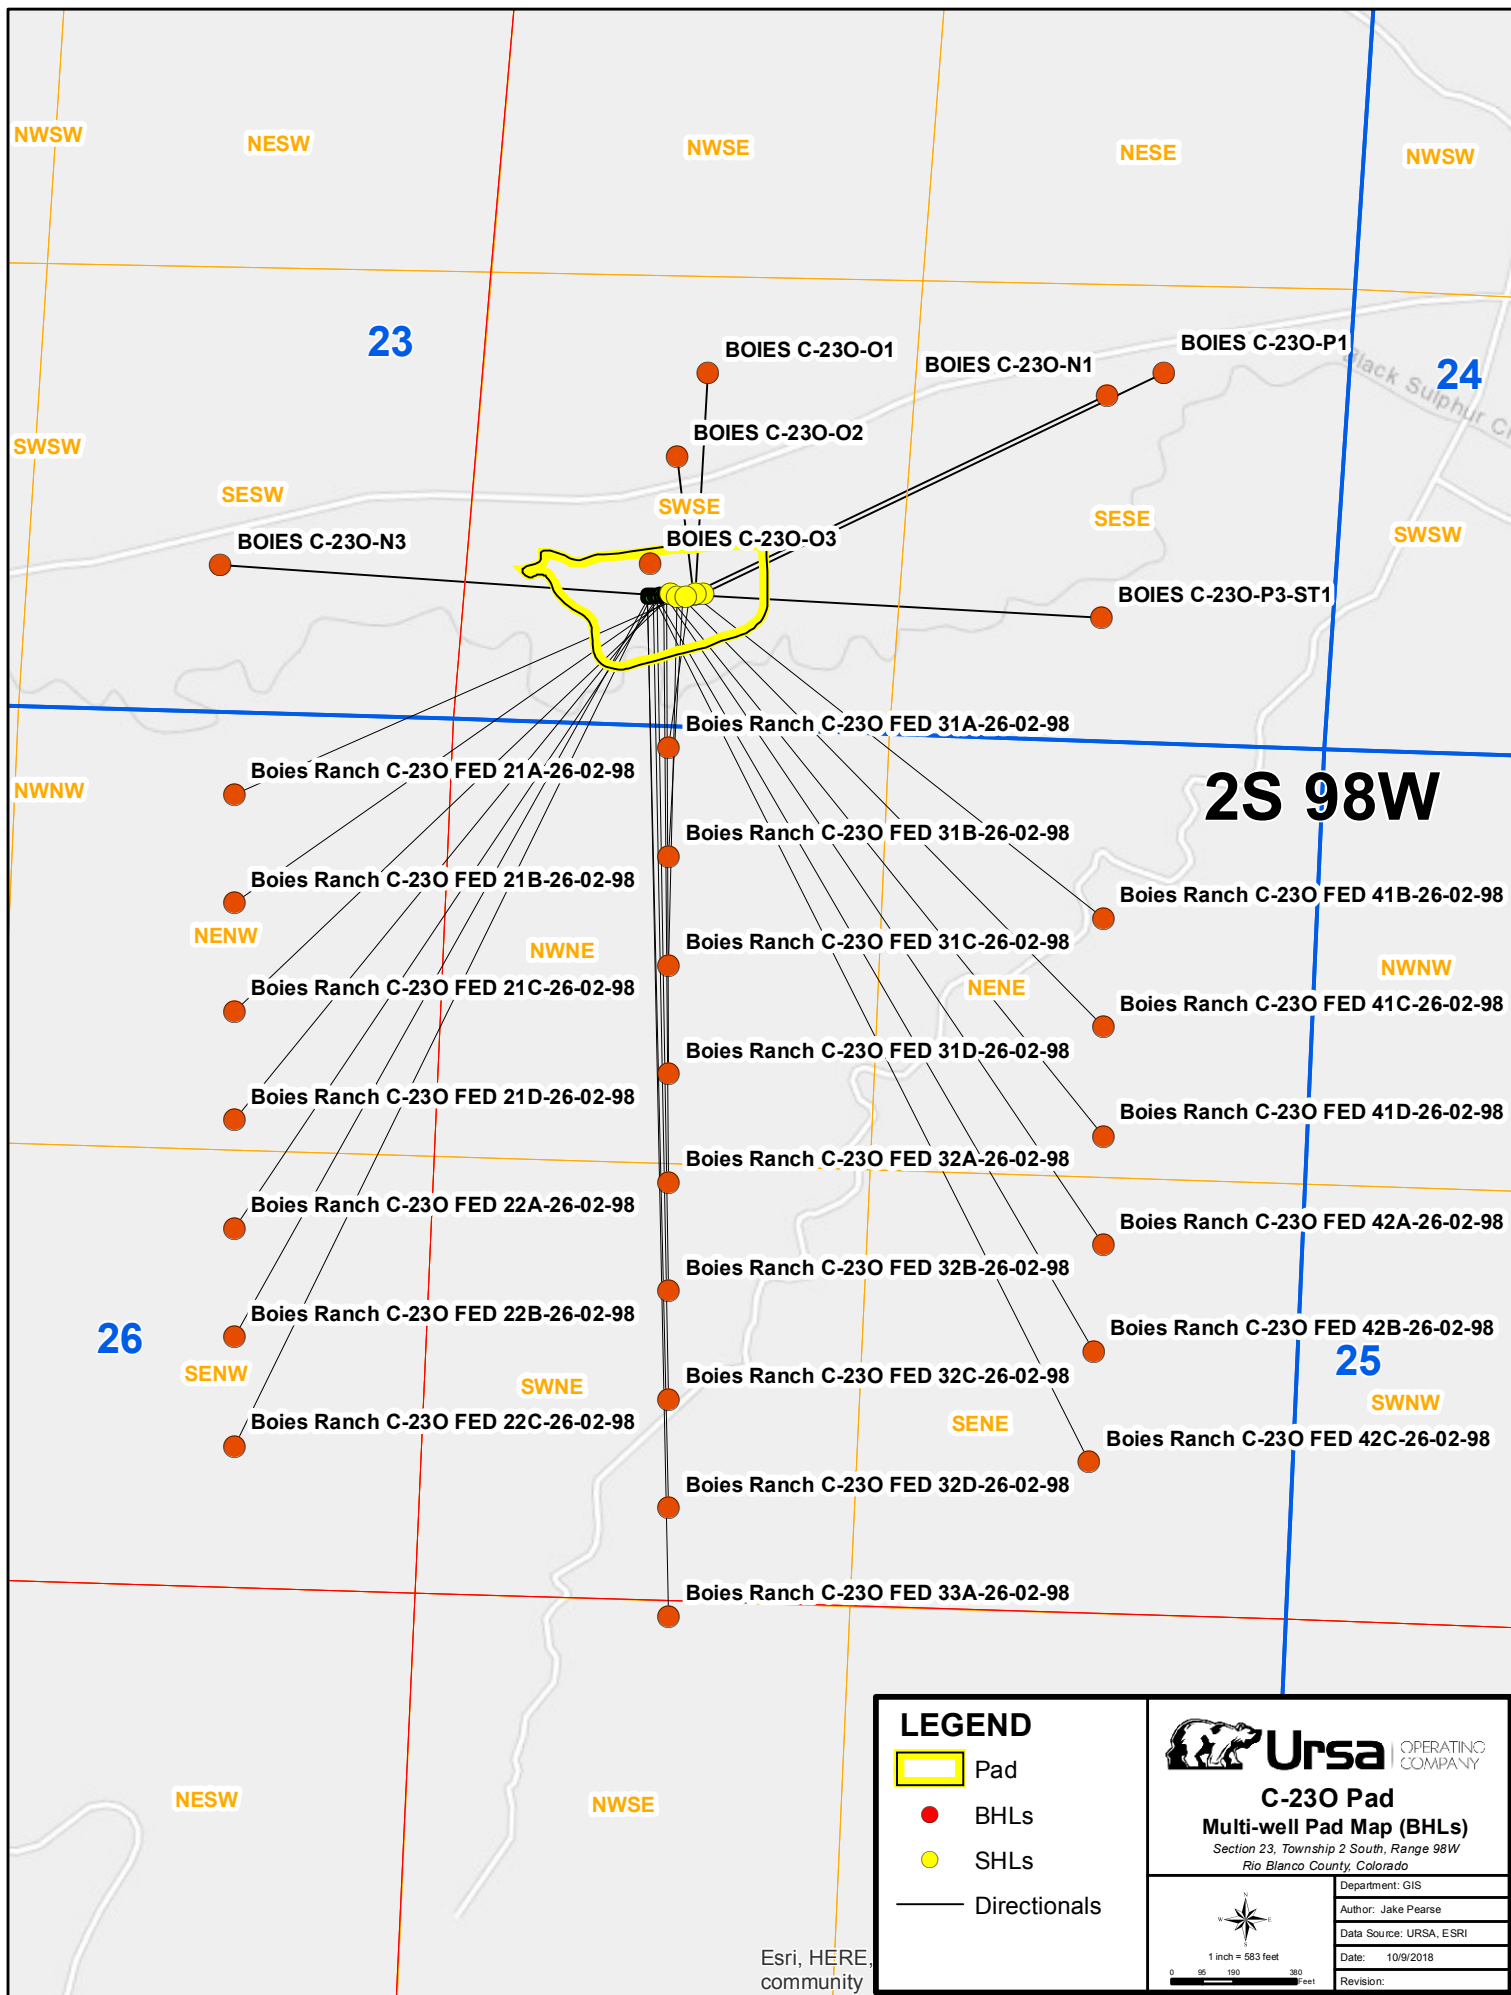 NWSW
NESW
NWSE
NESE
NWSW
23
BOIES C-23O-O1
BOIES C-23O-N1
BOIES C-23O-P1
24
Black Sulphur
BOIES C-23O-O2
SWSW
SESW
SWSE
SESE
SWSW
BOIES C-23O-N3
BOIES C-23O-O3
BOIES C-23O-P3-ST1
Boies Ranch C-23O FED 31A-26-02-98
Boies Ranch C-23O FED 21A-26-02-98
NWNW
2S 98W
Boies Ranch C-23O FED 31B-26-02-98
Boies Ranch C-23O FED 21B-26-02-98
Boies Ranch C-23O FED 41B-26-02-98
NENW
NWNE
Boies Ranch C-23O FED 31C-26-02-98
NWNW
Boies Ranch C-23O FED 21C-26-02-98
NENE
Boies Ranch C-23O FED 41C-26-02-98
Boies Ranch C-23O FED 31D-26-02-98
Boies Ranch C-23O FED 21D-26-02-98
Boies Ranch C-23O FED 41D-26-02-98
Boies Ranch C-23O FED 32A-26-02-98
Boies Ranch C-23O FED 22A-26-02-98
Boies Ranch C-23O FED 42A-26-02-98
Boies Ranch C-23O FED 32B-26-02-98
Boies Ranch C-23O FED 22B-26-02-98
26
Boies Ranch C-23O FED 42B-26-02-98
25
SENW
SWNE
Boies Ranch C-23O FED 32C-26-02-98
SWNW
Boies Ranch C-23O FED 22C-26-02-98
SENE
Boies Ranch C-23O FED 42C-26-02-98
Boies Ranch C-23O FED 32D-26-02-98
Boies Ranch C-23O FED 33A-26-02-98
NESW
NWSE
LEGEND
Pad
BHLs
SHLs
Directionals
Ursa OPERATING COMPANY
C-23O Pad
Multi-well Pad Map (BHLs)
Section 23, Township 2 South, Range 98W
Rio Blanco County, Colorado
N
W E
S
1 inch = 583 feet
0 95 190 380
Feet
Department: GIS
Author: Jake Pearse
Data Source: URSA, ESRI
Date: 10/9/2018
Revision:
Esri, HERE,
community